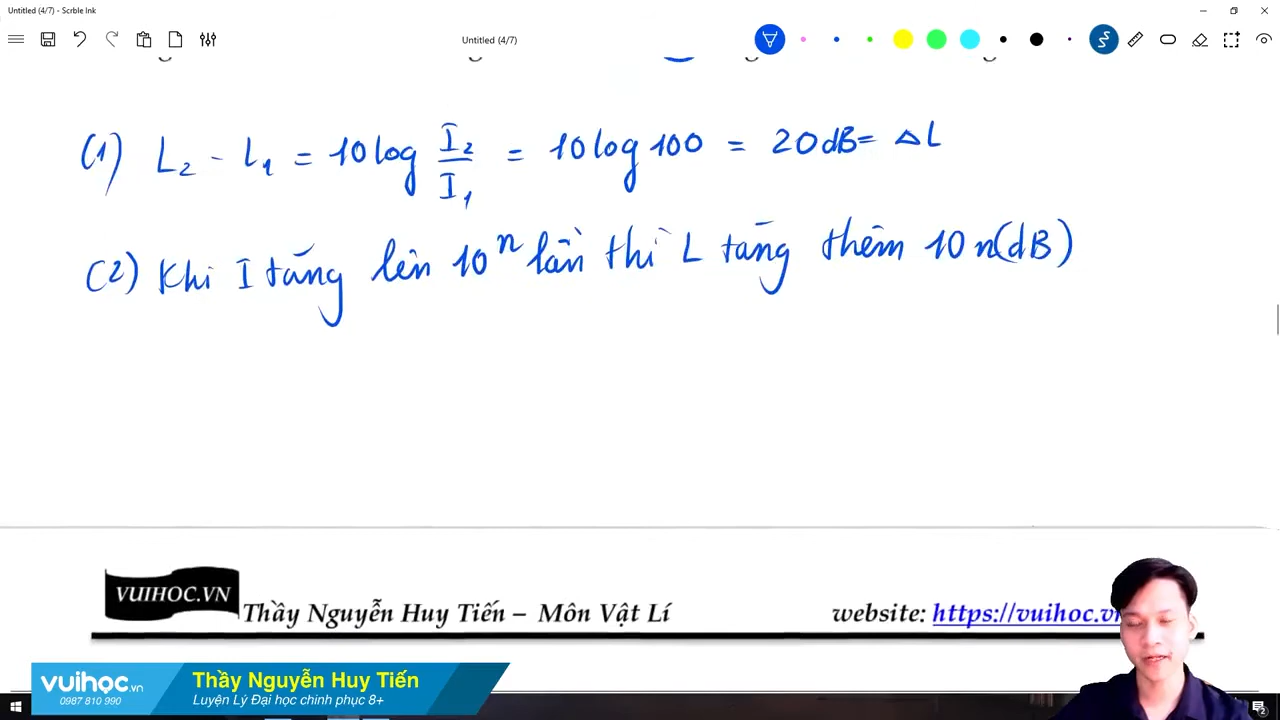 Untitled (4/7) - Scrble Ink
Untitled (4/7)
(1) L₂ - L₁ = 10log I₂/I₁ = 10log100 = 20dB = ΔL
(2) Khi I tăng lên 10ⁿ lần thì L tăng thêm 10n(dB)
VUIHOC.VN
Thầy Nguyễn Huy Tiến – Môn Vật Lí website: https://vuihoc.vn
vuihọc.vn
0987 810 990
Thầy Nguyễn Huy Tiến
Luyện Lý Đại học chinh phục 8+